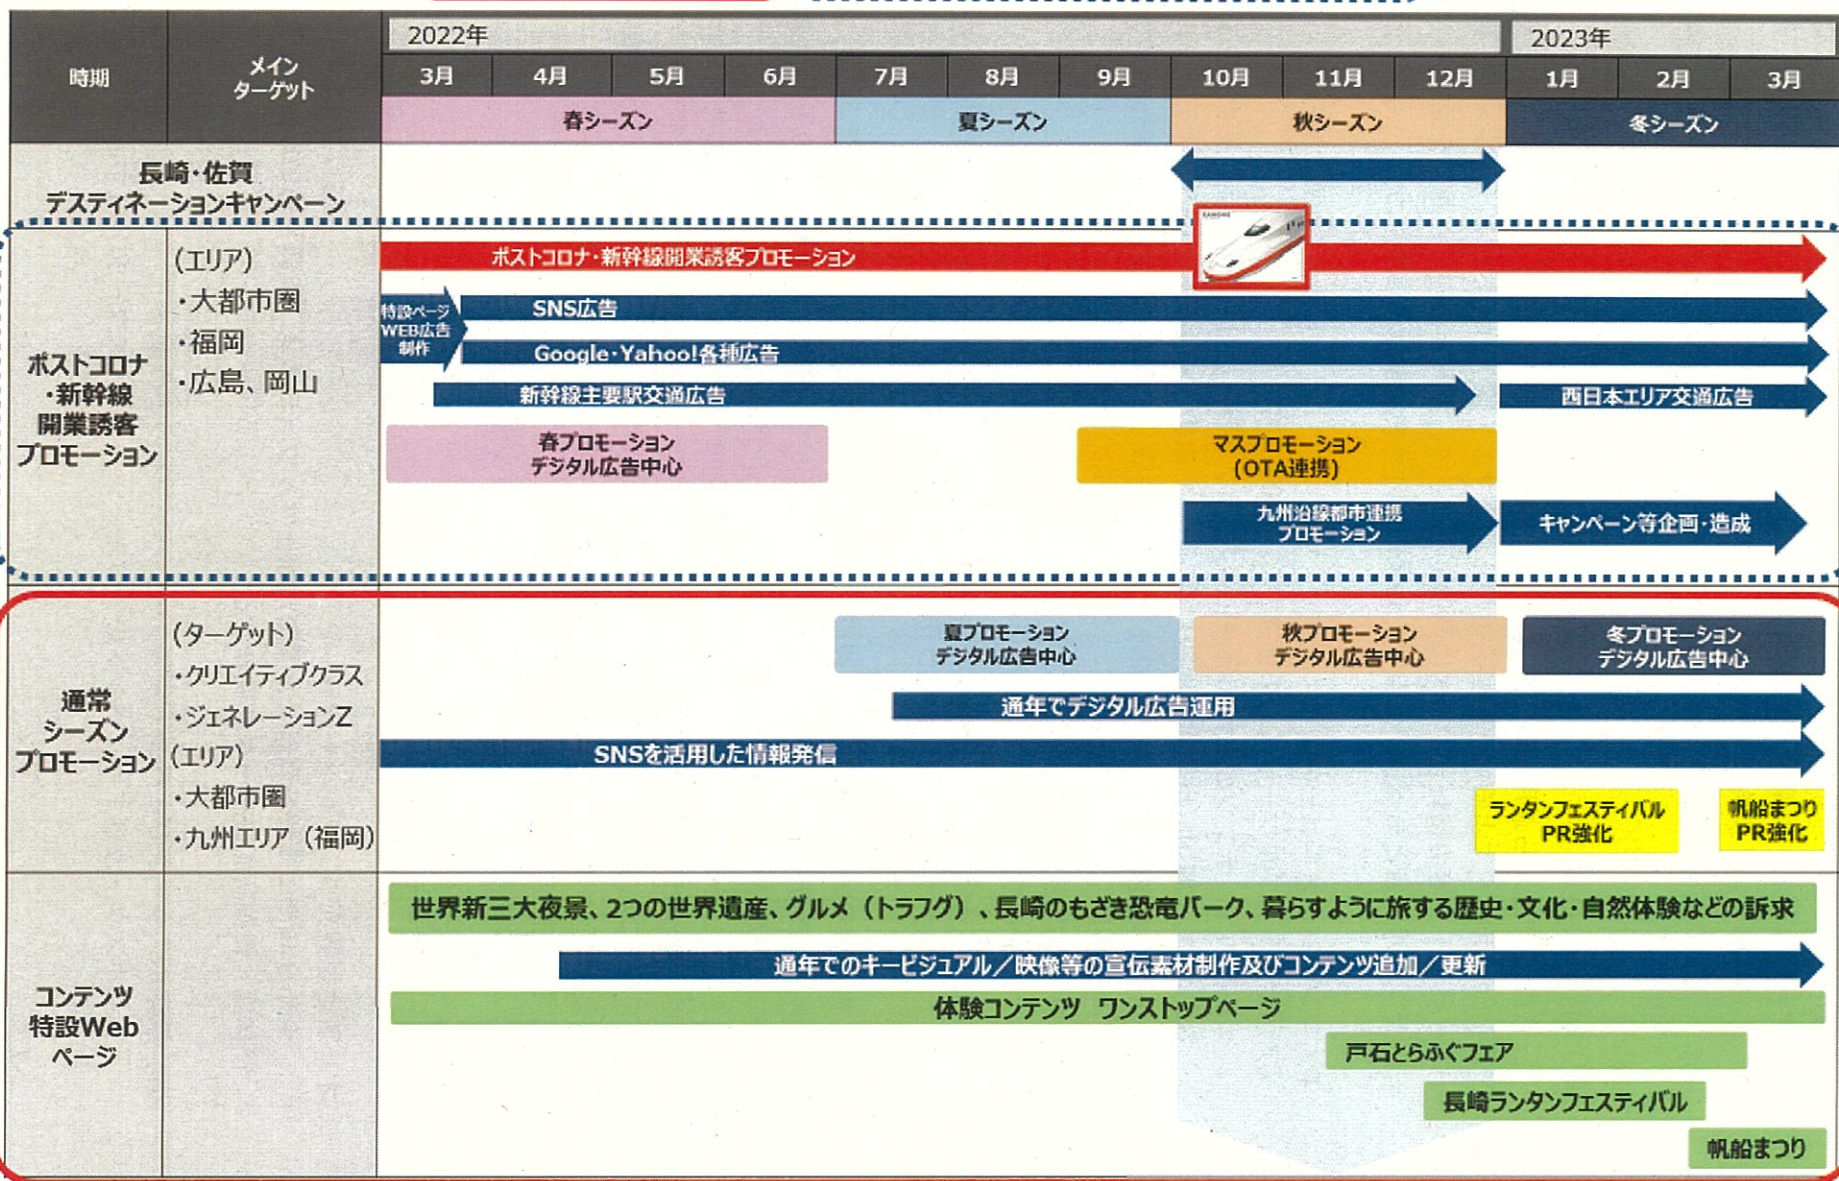 2022年
2023年
時期
メイン
ターゲット
3月
4月
5月
6月
7月
8月
9月
10月
11月
12月
1月
2月
3月
春シーズン
夏シーズン
秋シーズン
冬シーズン
長崎・佐賀
デスティネーションキャンペーン
ポストコロナ
・新幹線
開業誘客
プロモーション
(エリア)
・大都市圏
・福岡
・広島、岡山
ポストコロナ・新幹線開業誘客プロモーション
KAMOME
特設ページ
WEB広告
制作
SNS広告
Google・Yahoo!各種広告
新幹線主要駅交通広告
西日本エリア交通広告
春プロモーション
デジタル広告中心
マスプロモーション
(OTA連携)
九州沿線都市連携
プロモーション
キャンペーン等企画・造成
通常
シーズン
プロモーション
(ターゲット)
・クリエイティブクラス
・ジェネレーションZ
(エリア)
・大都市圏
・九州エリア（福岡）
夏プロモーション
デジタル広告中心
秋プロモーション
デジタル広告中心
冬プロモーション
デジタル広告中心
通年でデジタル広告運用
SNSを活用した情報発信
ランタンフェスティバル
PR強化
帆船まつり
PR強化
コンテンツ
特設Web
ページ
世界新三大夜景、2つの世界遺産、グルメ（トラフグ）、長崎のもざき恐竜パーク、暮らすように旅する歴史・文化・自然体験などの訴求
通年でのキービジュアル／映像等の宣伝素材制作及びコンテンツ追加／更新
体験コンテンツ　ワンストップページ
戸石とらふぐフェア
長崎ランタンフェスティバル
帆船まつり